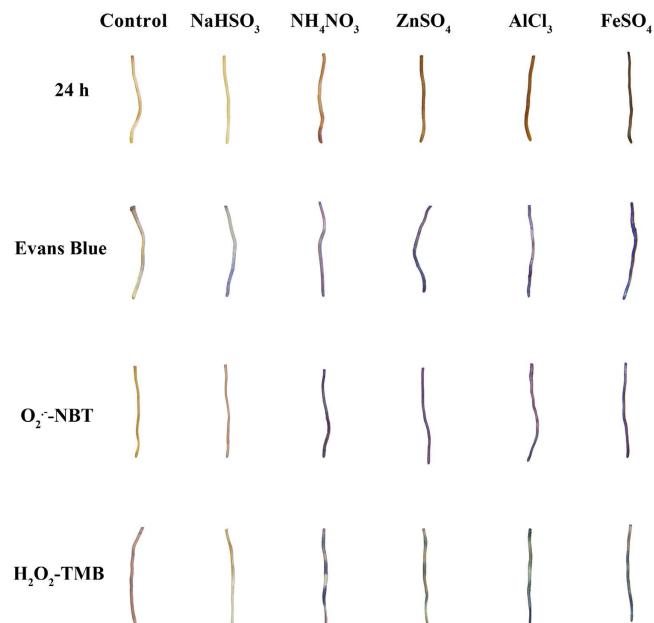 Control NaHSO₃ NH₄NO₃ ZnSO₄ AlCl₃ FeSO₄
24 h
Evans Blue
O₂·⁻-NBT
H₂O₂-TMB